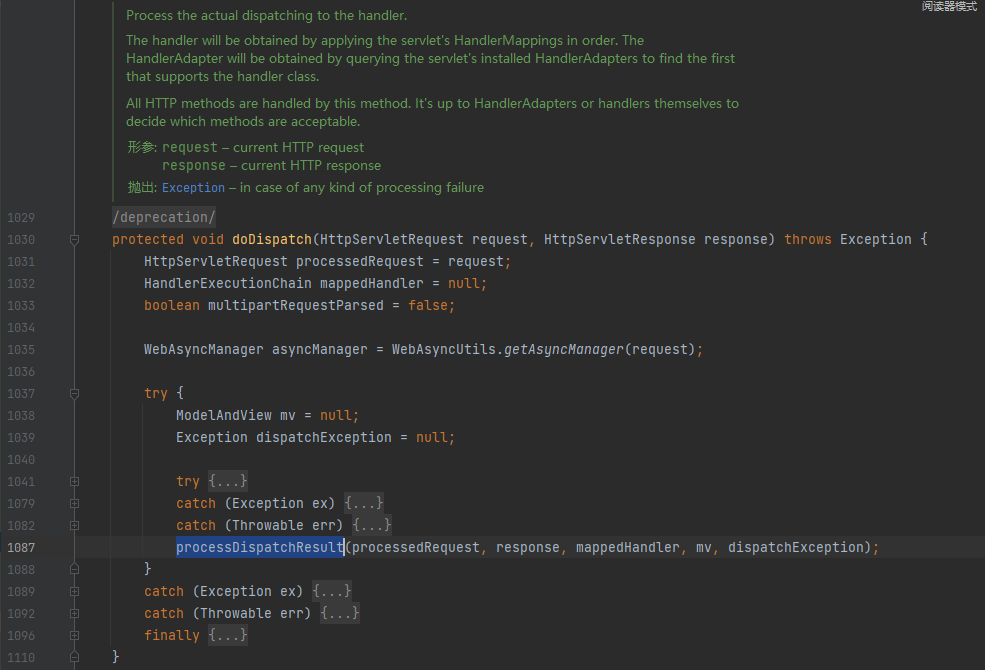 阅读器模式
Process the actual dispatching to the handler.
The handler will be obtained by applying the servlet's HandlerMappings in order. The
HandlerAdapter will be obtained by querying the servlet's installed HandlerAdapters to find the first
that supports the handler class.
All HTTP methods are handled by this method. It's up to HandlerAdapters or handlers themselves to
decide which methods are acceptable.
形参: request – current HTTP request
response – current HTTP response
抛出: Exception – in case of any kind of processing failure
1029 /deprecation/
1030 protected void doDispatch(HttpServletRequest request, HttpServletResponse response) throws Exception {
1031 HttpServletRequest processedRequest = request;
1032 HandlerExecutionChain mappedHandler = null;
1033 boolean multipartRequestParsed = false;
1034
1035 WebAsyncManager asyncManager = WebAsyncUtils.getAsyncManager(request);
1036
1037 try {
1038 ModelAndView mv = null;
1039 Exception dispatchException = null;
1040
1041 try {...}
1079 catch (Exception ex) {...}
1082 catch (Throwable err) {...}
1087 processDispatchResult(processedRequest, response, mappedHandler, mv, dispatchException);
1088 }
1089 catch (Exception ex) {...}
1092 catch (Throwable err) {...}
1096 finally {...}
1110 }